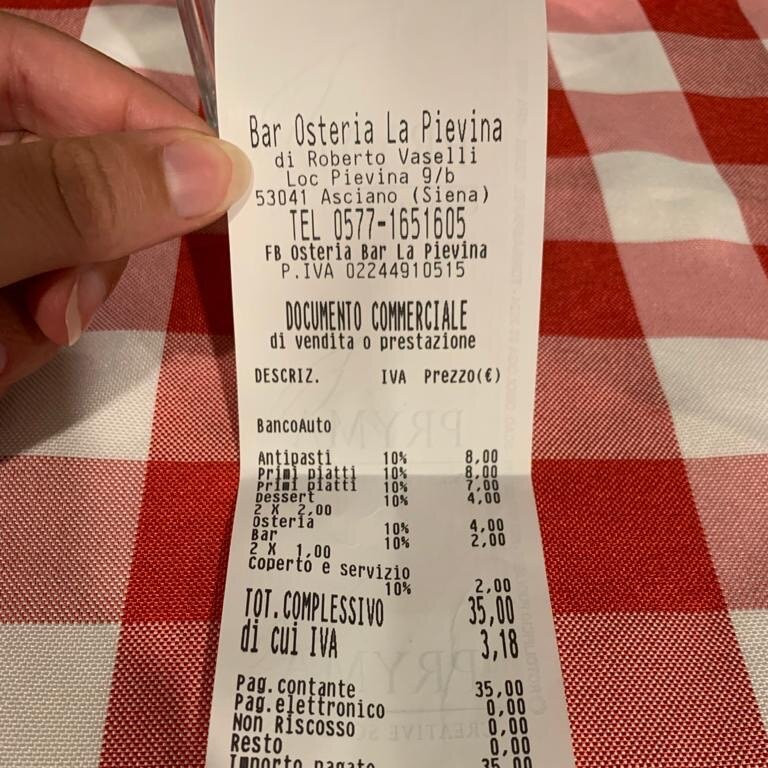 Bar Osteria La Pievina
di Roberto Vaselli
Loc Pievina 9/b
53041 Asciano (Siena)
TEL 0577-1651605
FB Osteria Bar La Pievina
P.IVA 02244910515
DOCUMENTO COMMERCIALE
di vendita o prestazione
DESCRIZ. IVA Prezzo(€)
BancoAuto
Antipasti 10% 8,00
Primi piatti 10% 8,00
Primi piatti 10% 7,00
Dessert 10% 4,00
2 X 2,00
Osteria 10% 4,00
Bar 10% 2,00
2 X 1,00
Coperto e servizio
10% 2,00
TOT.COMPLESSIVO 35,00
di cui IVA 3,18
Pag.contante 35,00
Pag.elettronico 0,00
Non Riscosso 0,00
Resto 0,00
Importo pagato 35,00